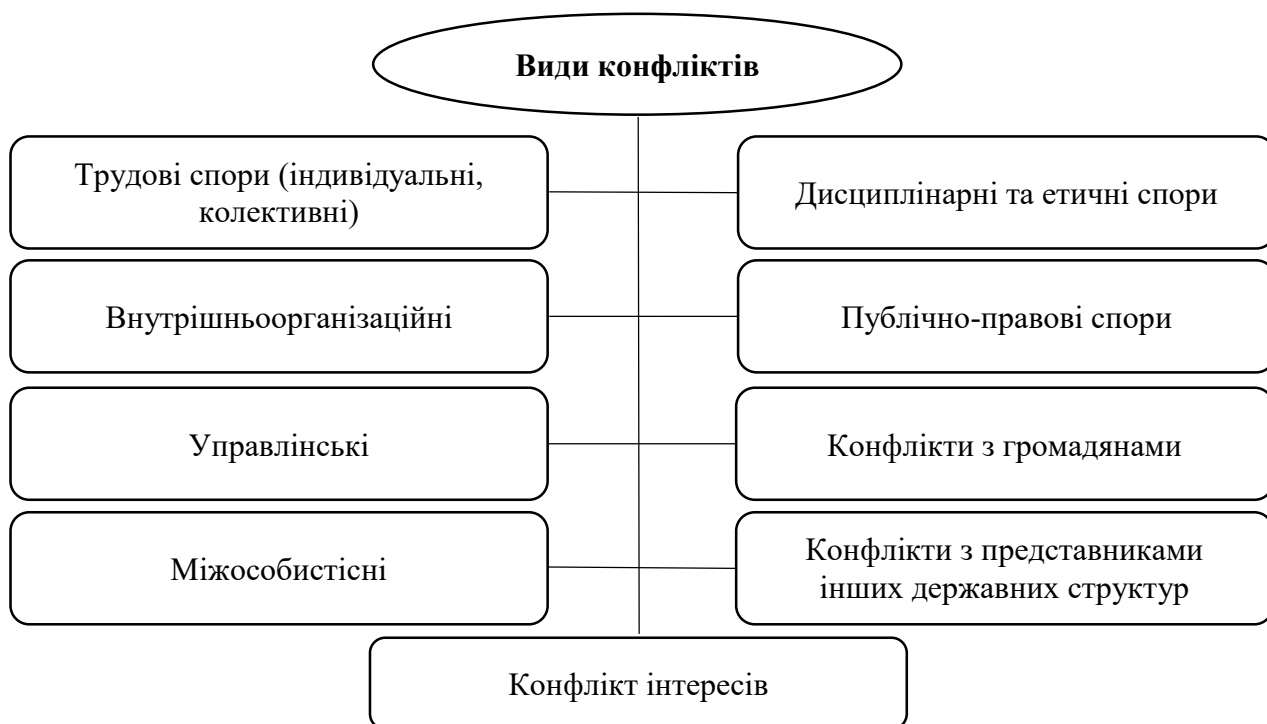 Види конфліктів
Трудові спори (індивідуальні,
колективні)
Дисциплінарні та етичні спори
Внутрішньоорганізаційні
Публічно-правові спори
Управлінські
Конфлікти з громадянами
Міжособистісні
Конфлікти з представниками
інших державних структур
Конфлікт інтересів